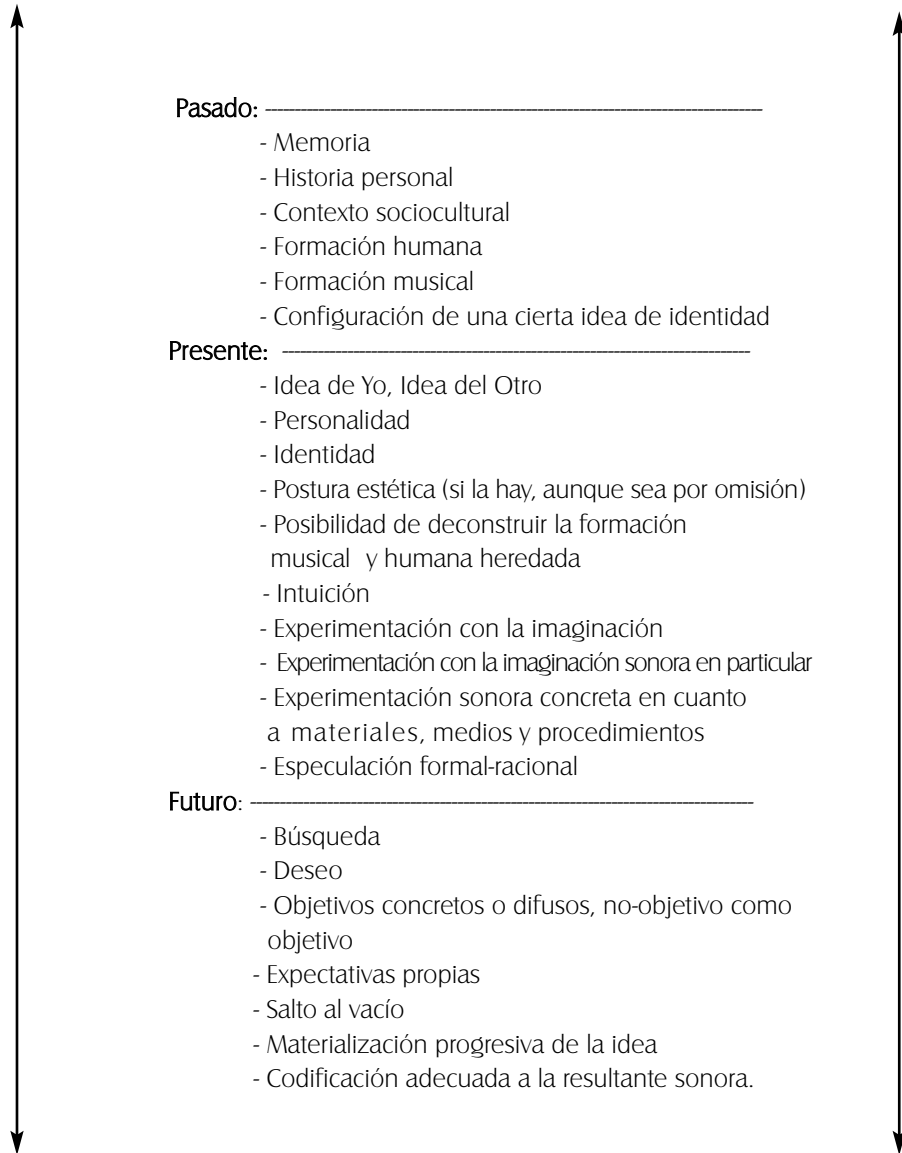 Pasado: ------------------------------------------------------------------------------------
- Memoria
- Historia personal
- Contexto sociocultural
- Formación humana
- Formación musical
- Configuración de una cierta idea de identidad
Presente: -------------------------------------------------------------------------------
- Idea de Yo, Idea del Otro
- Personalidad
- Identidad
- Postura estética (si la hay, aunque sea por omisión)
- Posibilidad de deconstruir la formación
musical y humana heredada
- Intuición
- Experimentación con la imaginación
- Experimentación con la imaginación sonora en particular
- Experimentación sonora concreta en cuanto
a materiales, medios y procedimientos
- Especulación formal-racional
Futuro: -------------------------------------------------------------------------------------
- Búsqueda
- Deseo
- Objetivos concretos o difusos, no-objetivo como
objetivo
- Expectativas propias
- Salto al vacío
- Materialización progresiva de la idea
- Codificación adecuada a la resultante sonora.